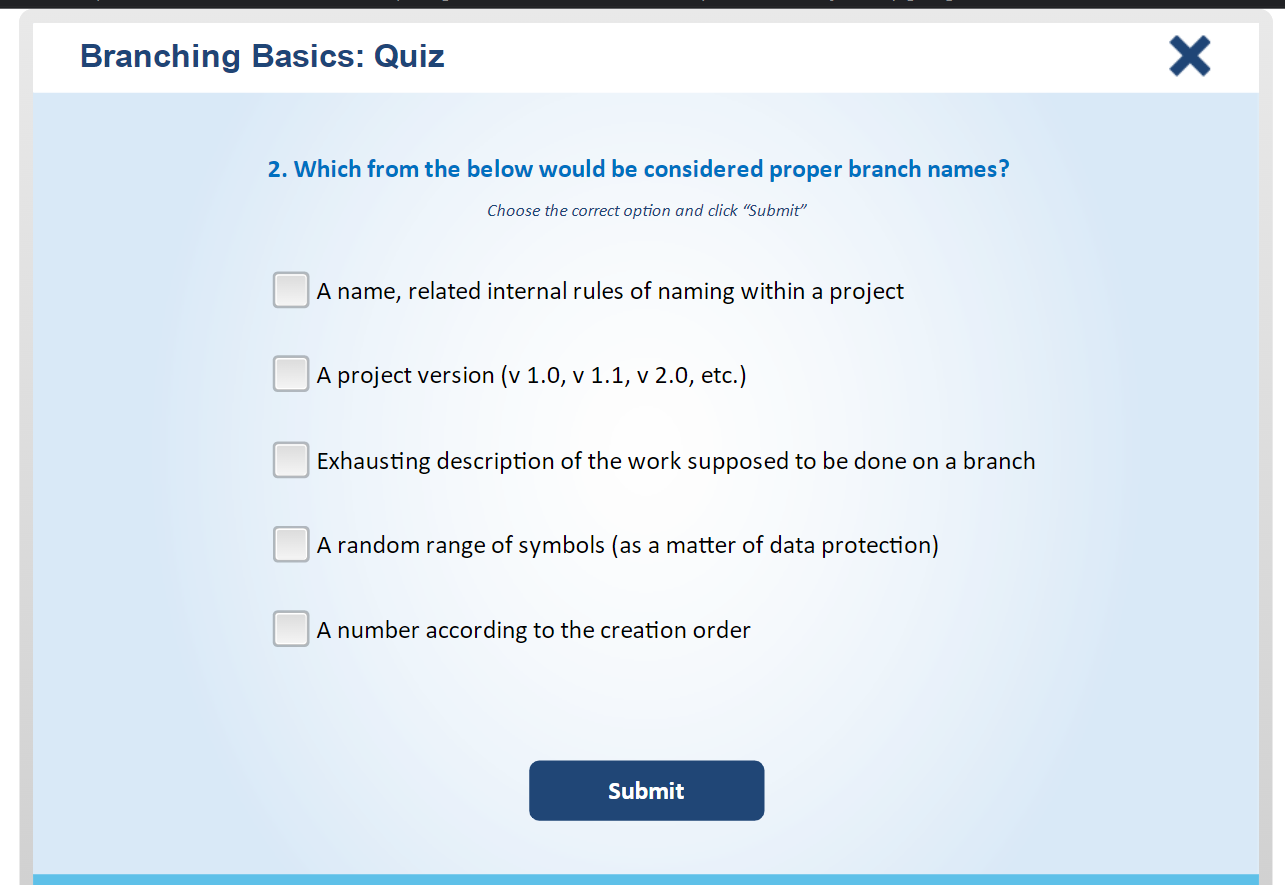 Branching Basics: Quiz
2. Which from the below would be considered proper branch names?
Choose the correct option and click “Submit”
A name, related internal rules of naming within a project
A project version (v 1.0, v 1.1, v 2.0, etc.)
Exhausting description of the work supposed to be done on a branch
A random range of symbols (as a matter of data protection)
A number according to the creation order
Submit